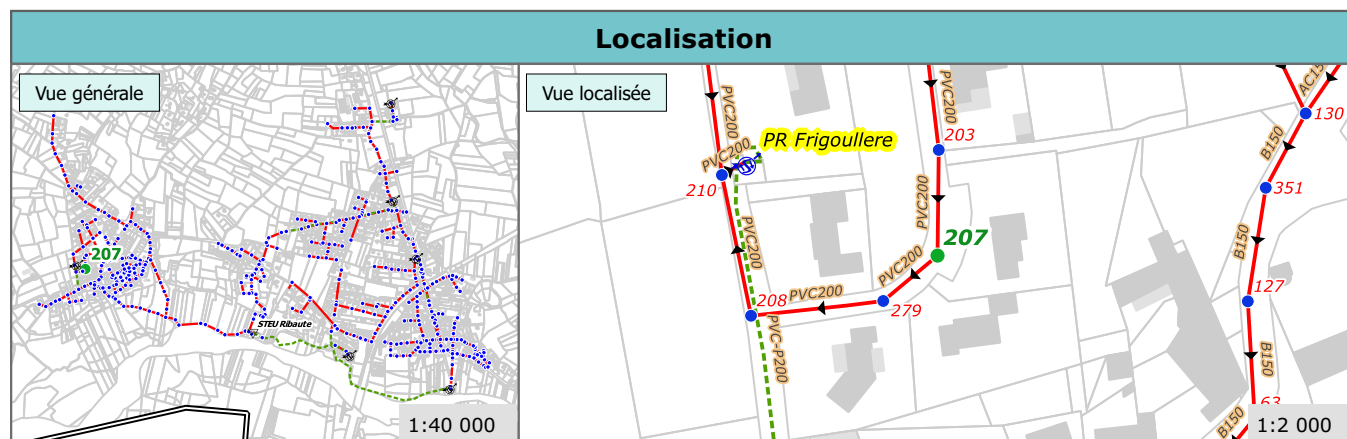 Localisation
Vue générale
207
STEU Ribaute
1:40 000
Vue localisée
PVC200
PVC200
AC15
130
PR Frigoullere
203
B150
PVC200
210
351
PVC200
207
PVC200
B150
PVC200
208
PVC200
279
127
PVC-P200
B150
63
B150
1:2 000